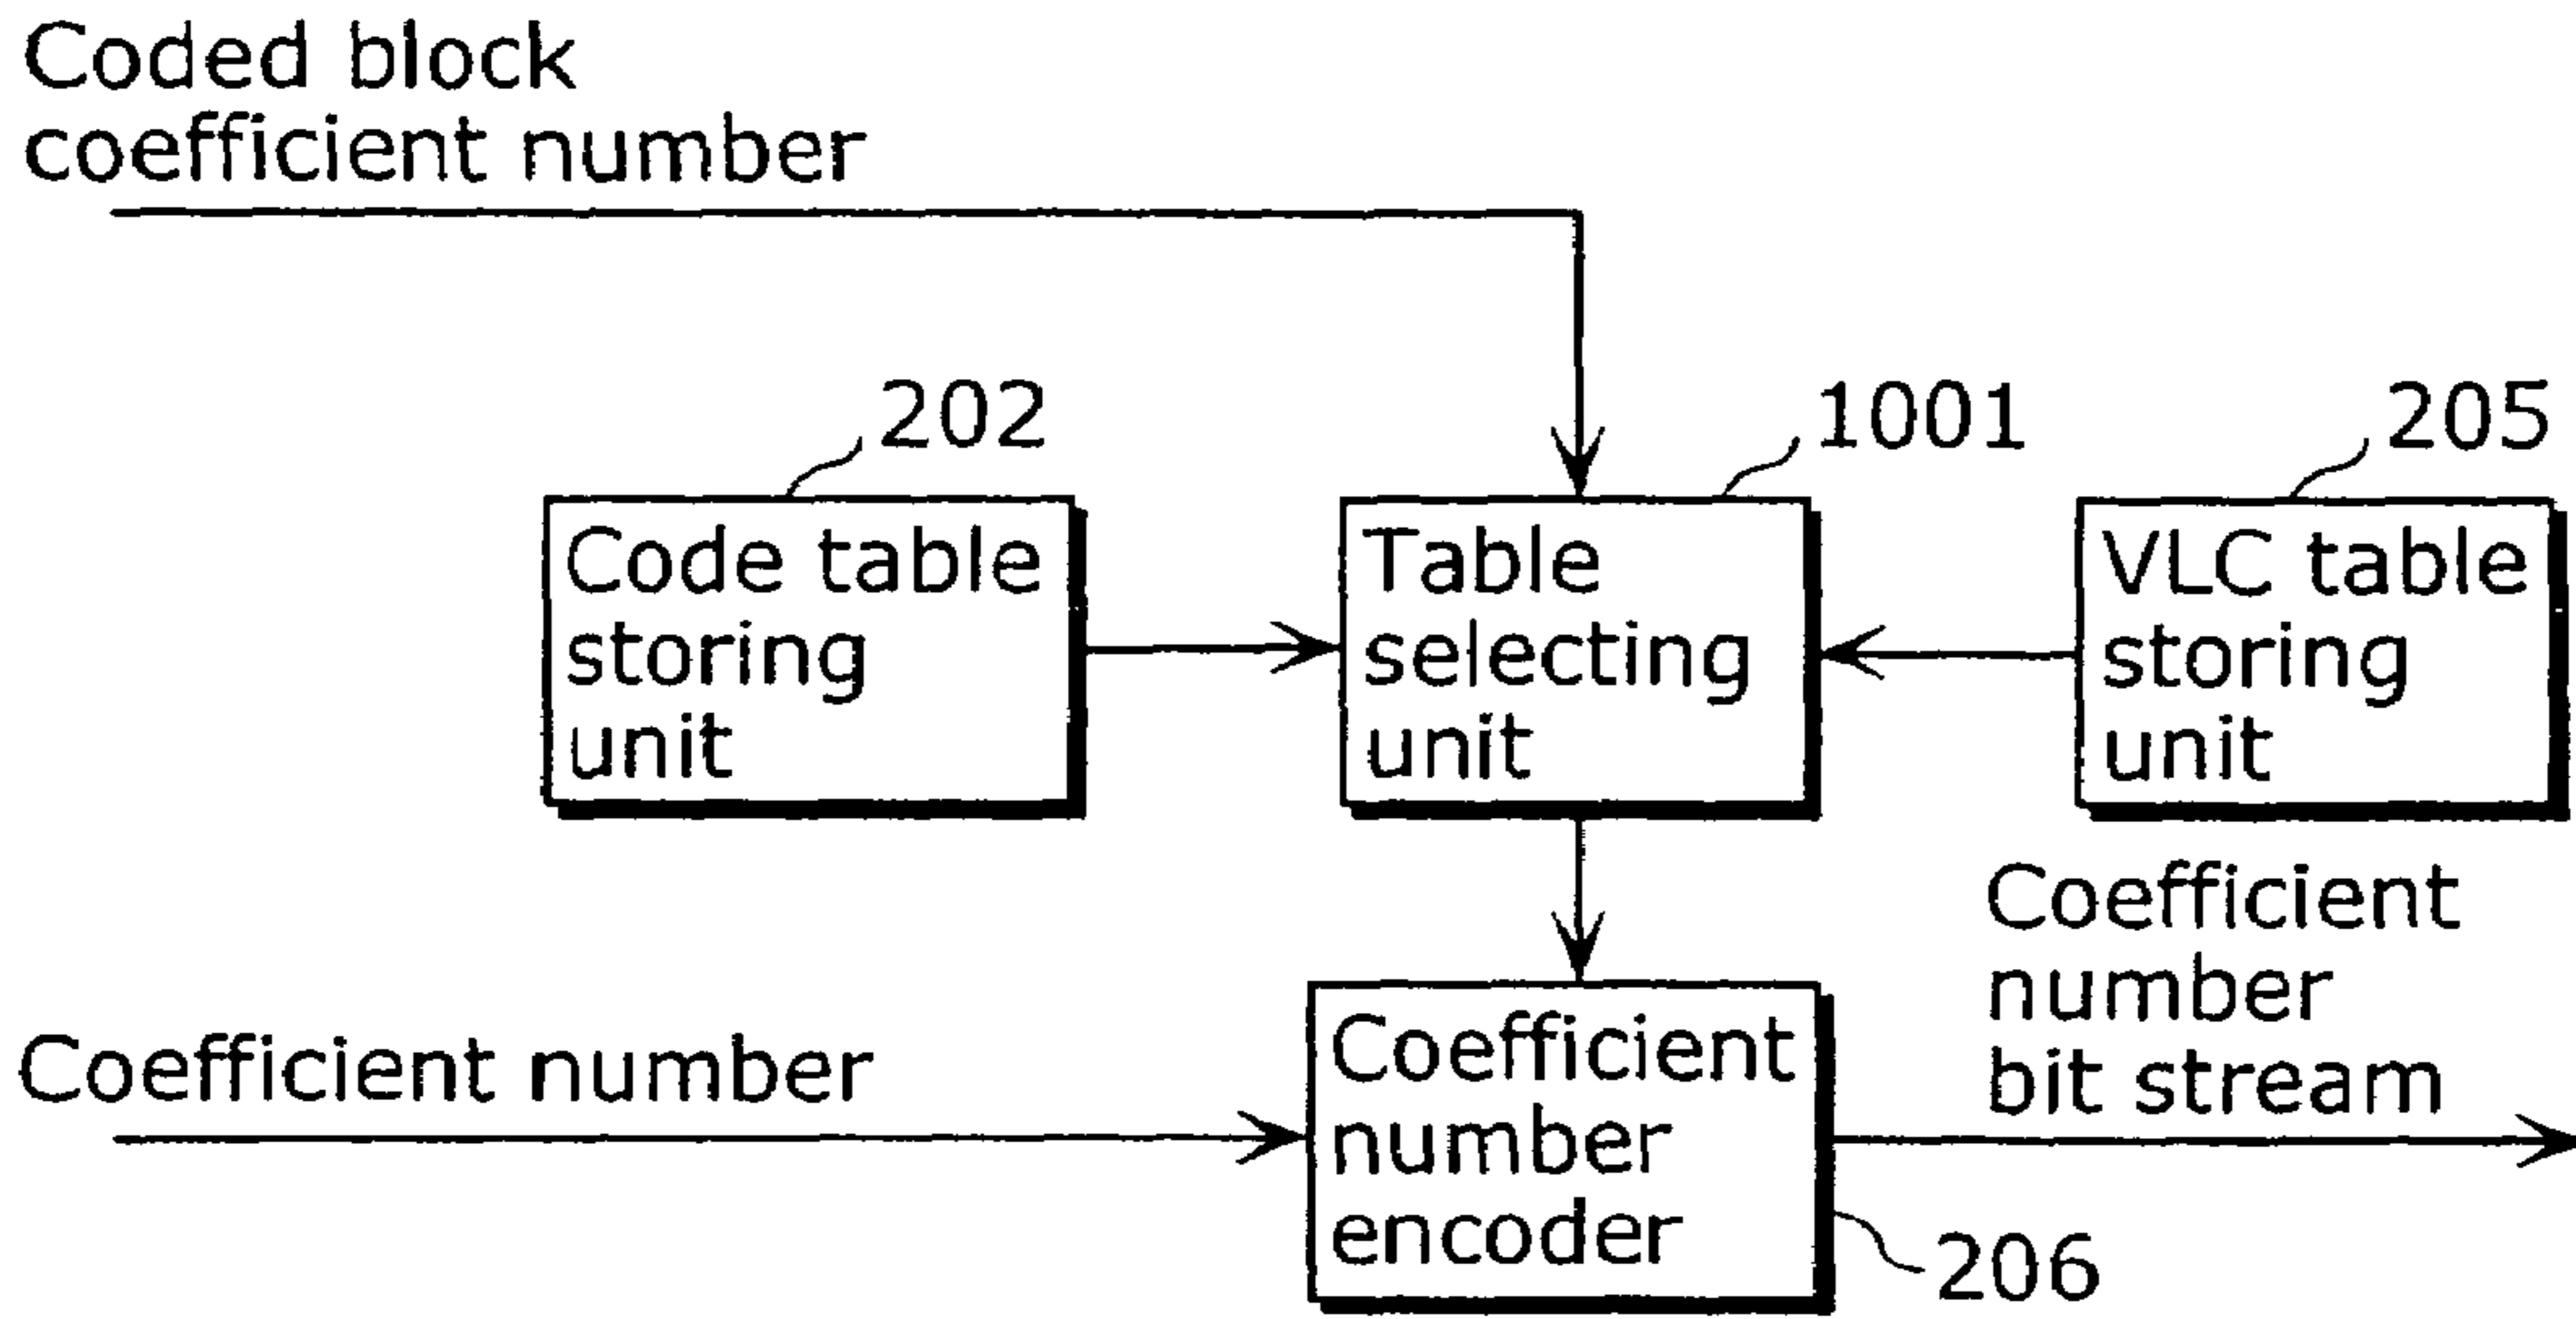 Coded block
coefficient number
202
1001
205
Code table
storing
unit
Table
selecting
unit
VLC table
storing
unit
Coefficient
number
bit stream
Coefficient number
Coefficient
number
encoder
206